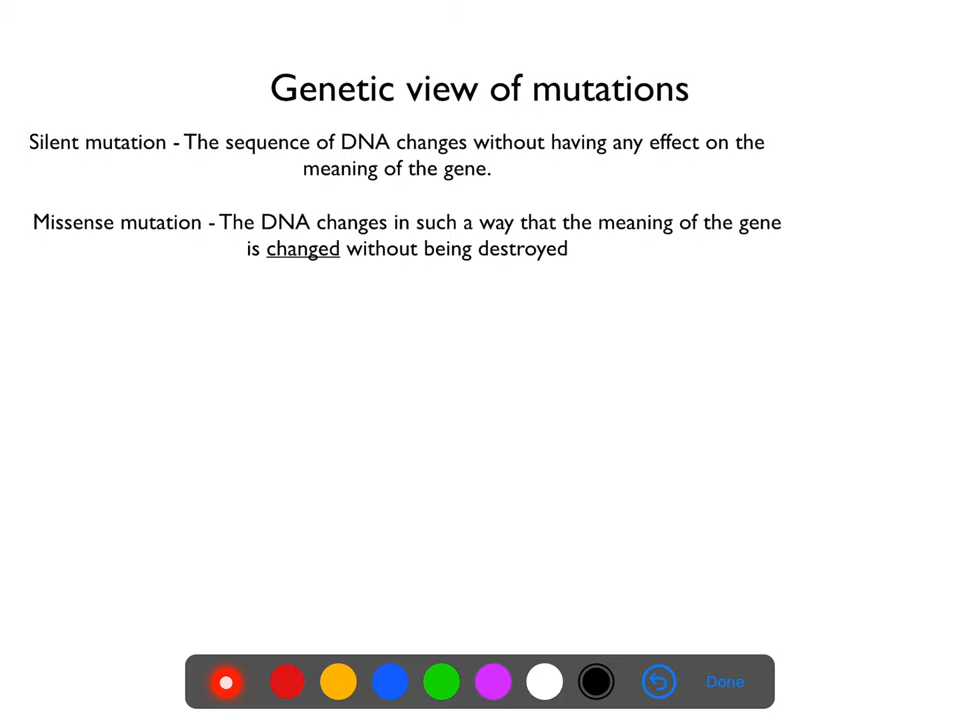 Genetic view of mutations
Silent mutation - The sequence of DNA changes without having any effect on the
meaning of the gene.
Missense mutation - The DNA changes in such a way that the meaning of the gene
is changed without being destroyed
Done